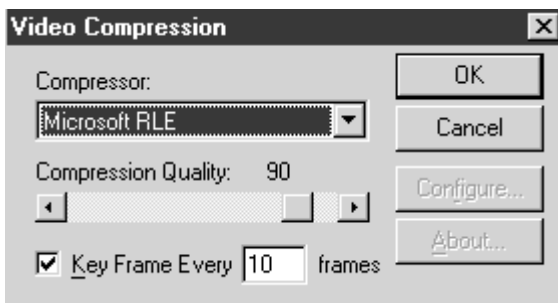 Video Compression
Compressor:
Microsoft RLE
Compression Quality: 90
Key Frame Every 10 frames
OK
Cancel
Configure...
About...